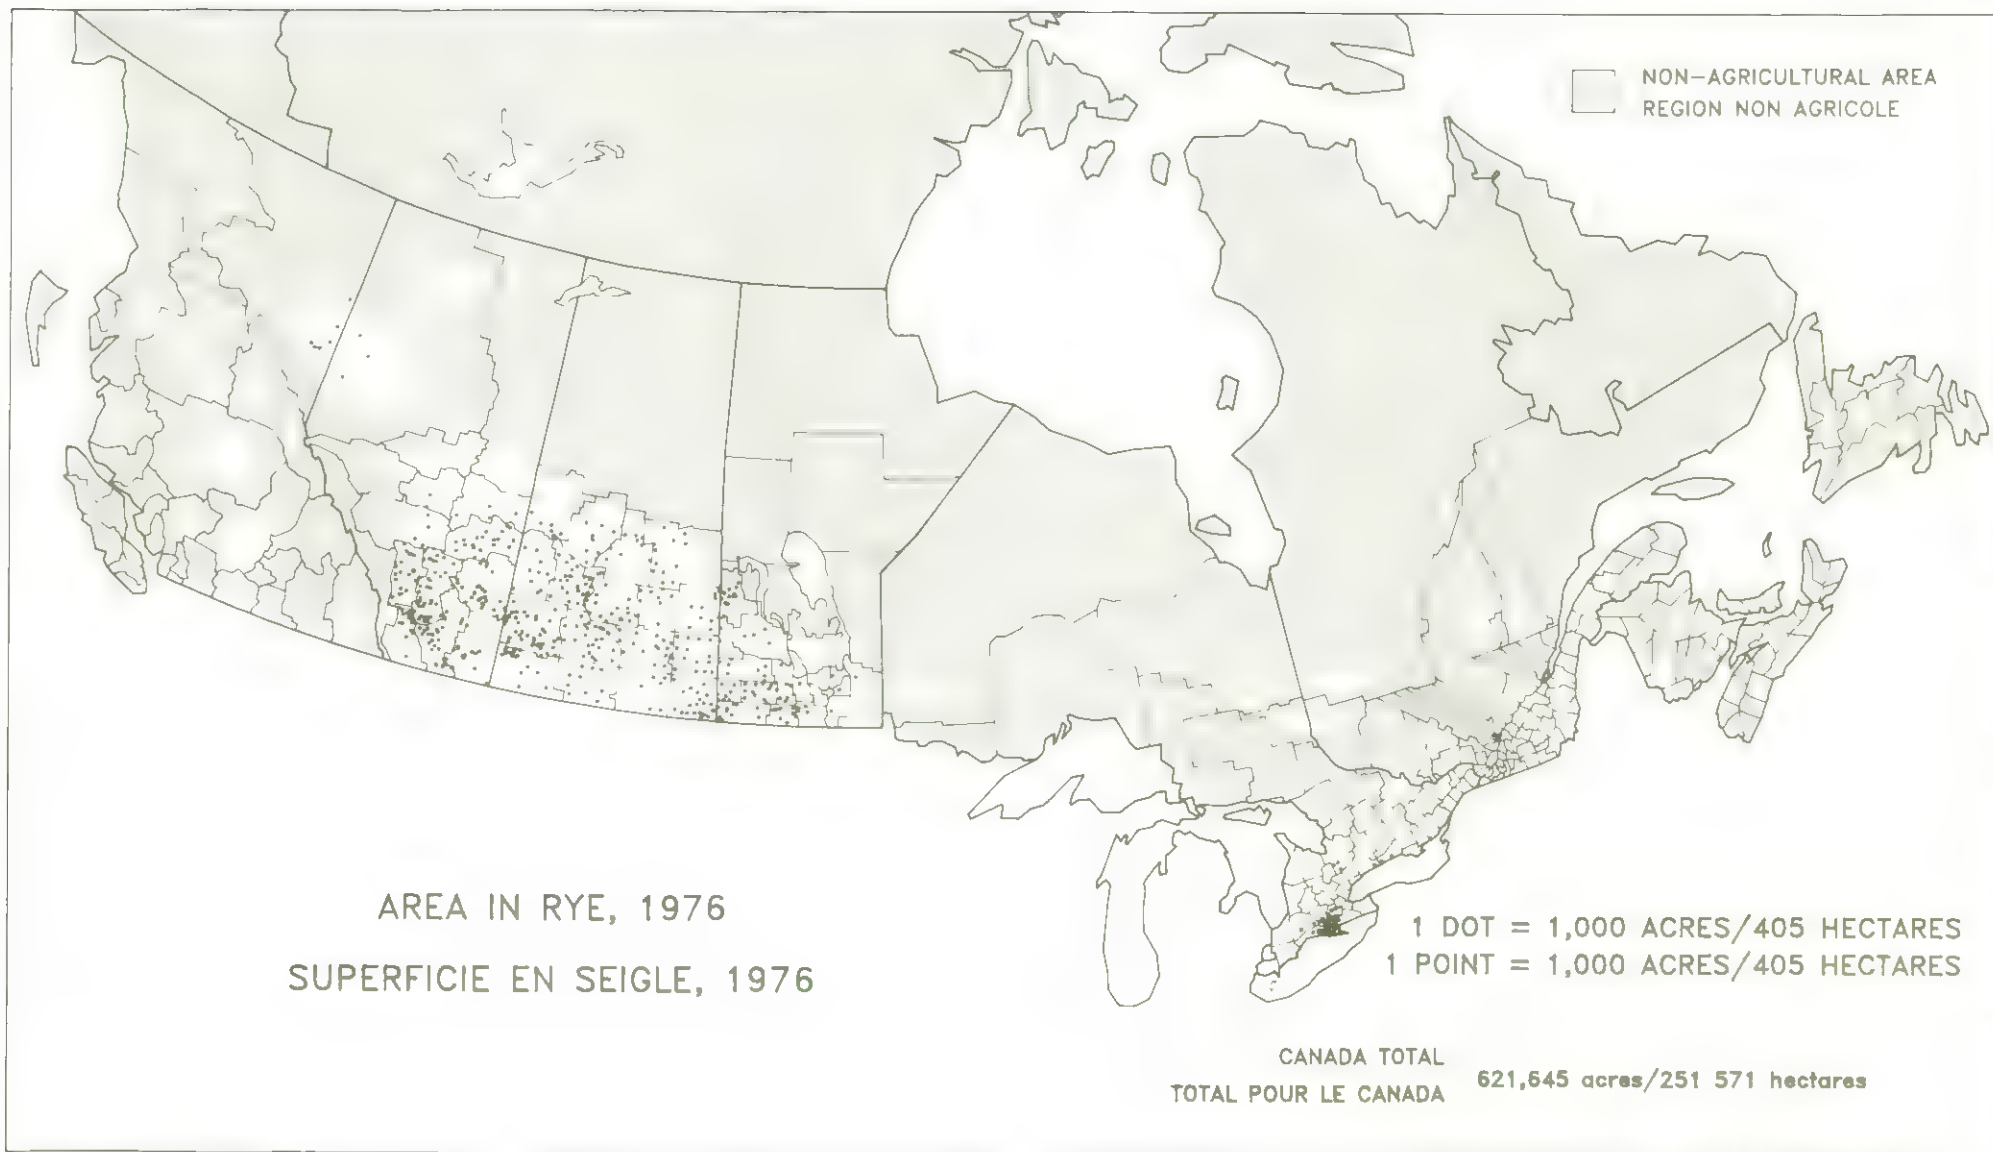 NON-AGRICULTURAL AREA
REGION NON AGRICOLE
AREA IN RYE, 1976
SUPERFICIE EN SEIGLE, 1976
1 DOT = 1,000 ACRES/405 HECTARES
1 POINT = 1,000 ACRES/405 HECTARES
CANADA TOTAL
TOTAL POUR LE CANADA
621,645 acres/251 571 hectares